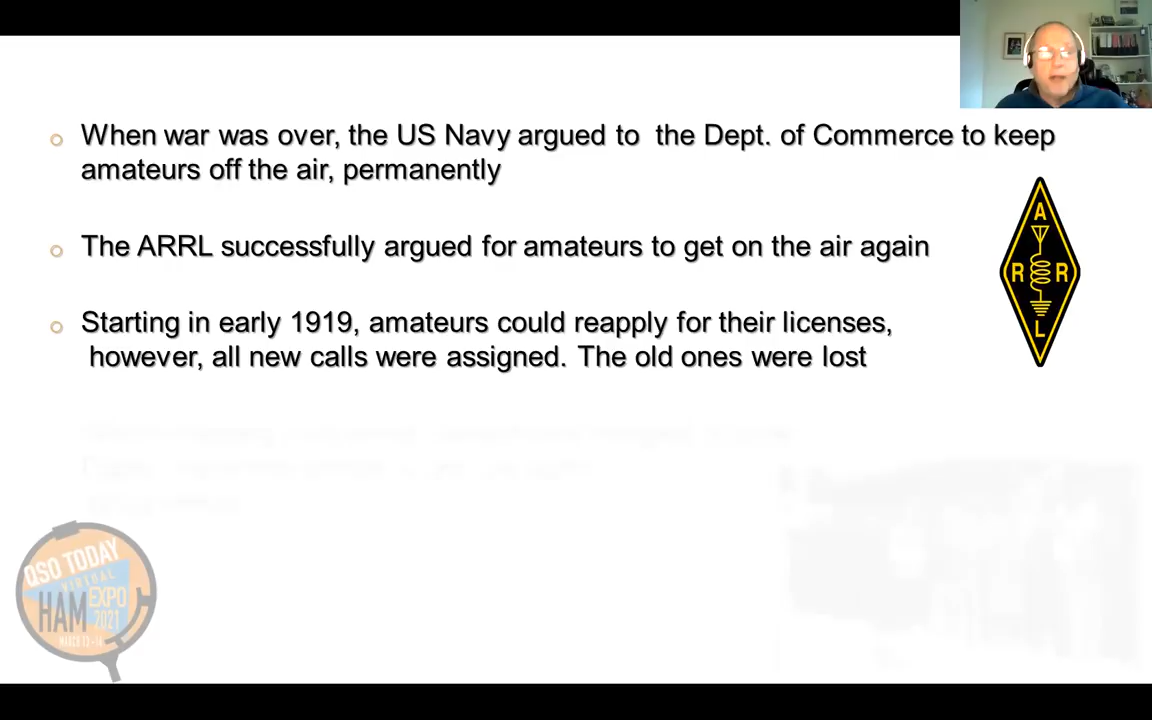 When war was over, the US Navy argued to the Dept. of Commerce to keep
amateurs off the air, permanently
The ARRL successfully argued for amateurs to get on the air again
Starting in early 1919, amateurs could reapply for their licenses,
however, all new calls were assigned. The old ones were lost
A
R R
L
QSO TODAY
VIRTUAL
HAM EXPO
2021
MARCH 13-14